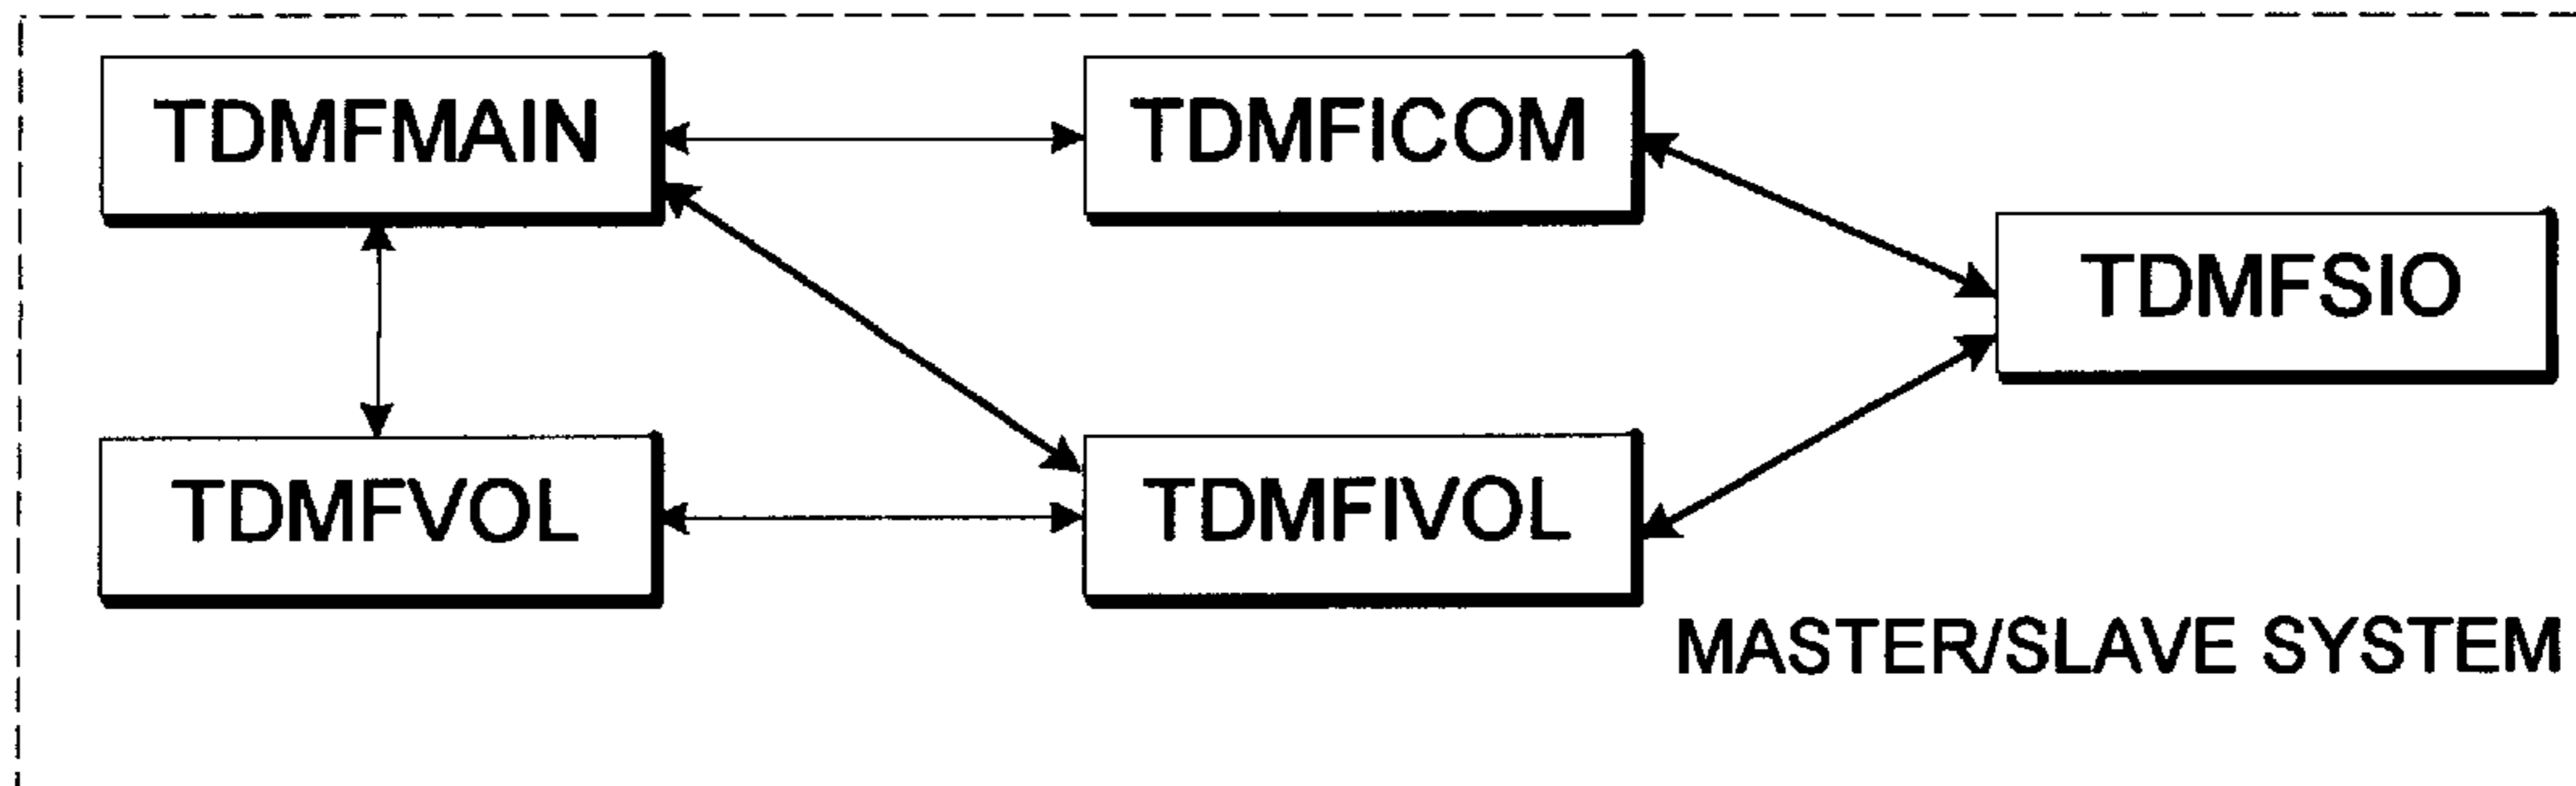 TDMFMAIN
TDMFICOM
TDMFSIO
TDMFVOL
TDMFIVOL
MASTER/SLAVE SYSTEM